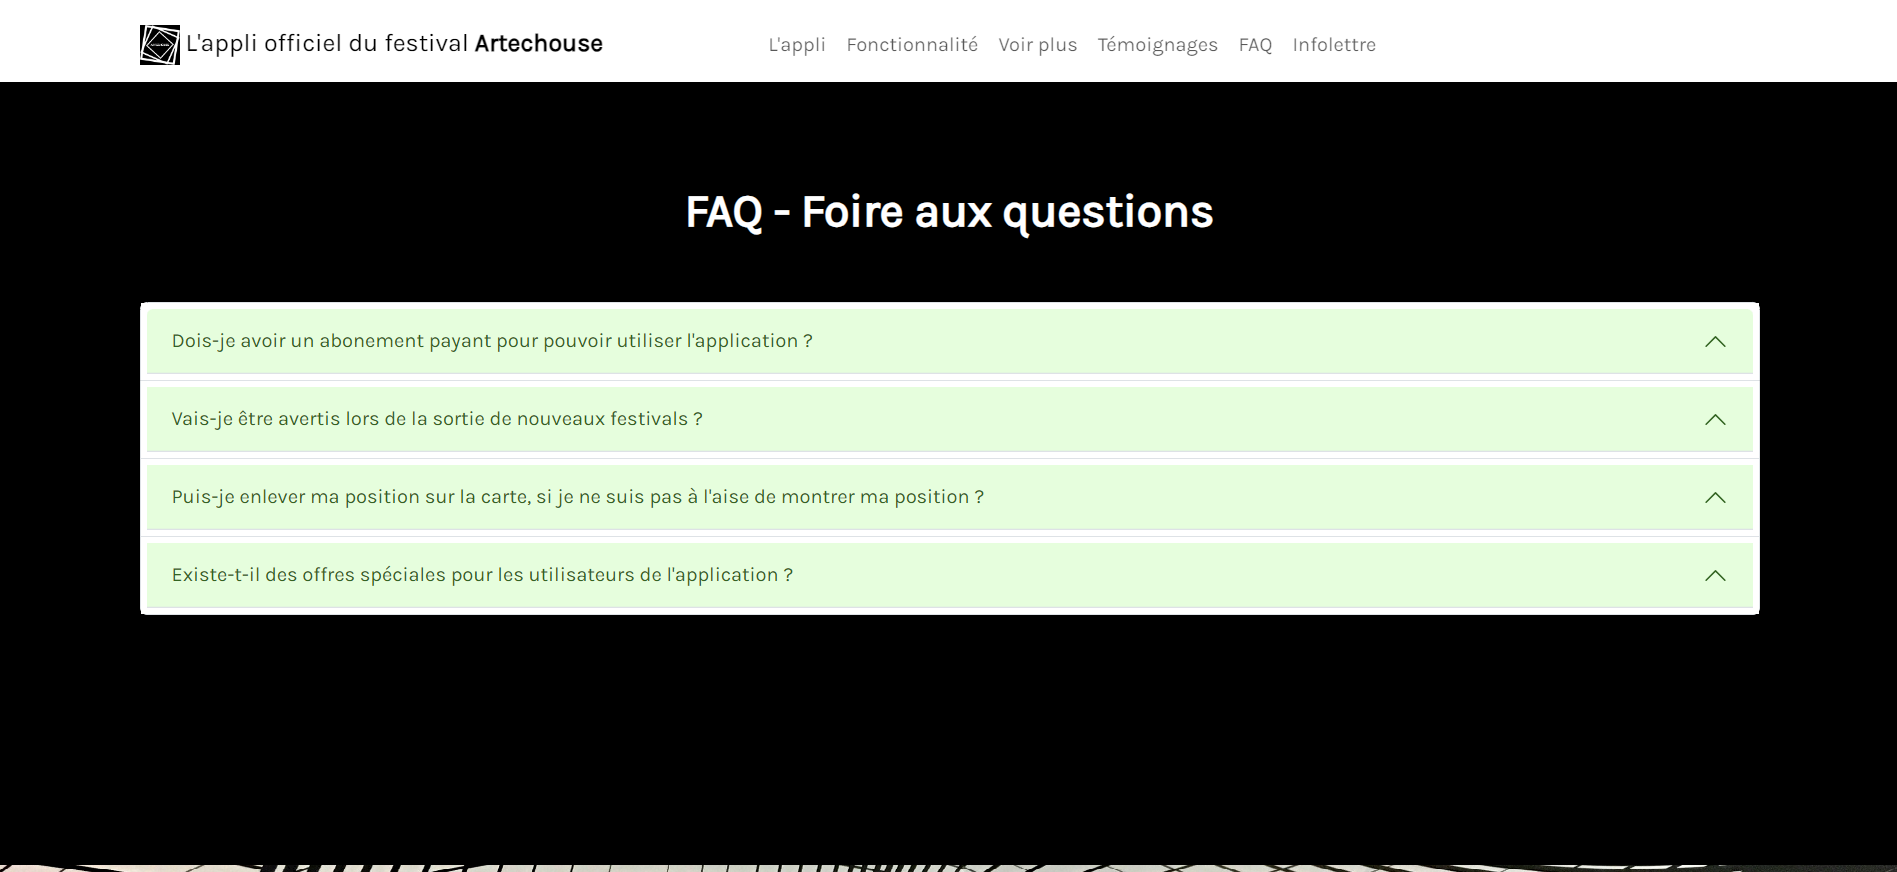 L'appli officiel du festival Artechouse
L'appli Fonctionnalité Voir plus Témoignages FAQ Infolettre
FAQ - Foire aux questions
Dois-je avoir un abonement payant pour pouvoir utiliser l'application ?
Vais-je être avertis lors de la sortie de nouveaux festivals ?
Puis-je enlever ma position sur la carte, si je ne suis pas à l'aise de montrer ma position ?
Existe-t-il des offres spéciales pour les utilisateurs de l'application ?